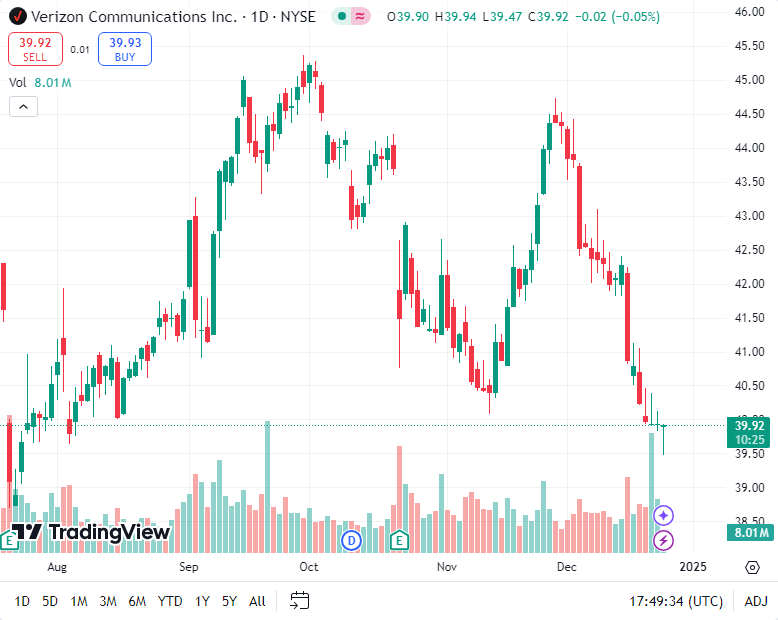 Verizon Communications Inc. · 1D · NYSE O39.90 H39.94 L39.47 C39.92 −0.02 (−0.05%)
39.92 SELL 0.01 39.93 BUY
Vol 8.01M
46.00
45.50
45.00
44.50
44.00
43.50
43.00
42.50
42.00
41.50
41.00
40.50
39.92
10:25
39.50
39.00
38.50
8.01M
TradingView
E D E
Aug Sep Oct Nov Dec 2025
1D 5D 1M 3M 6M YTD 1Y 5Y All 17:49:34 (UTC) ADJ